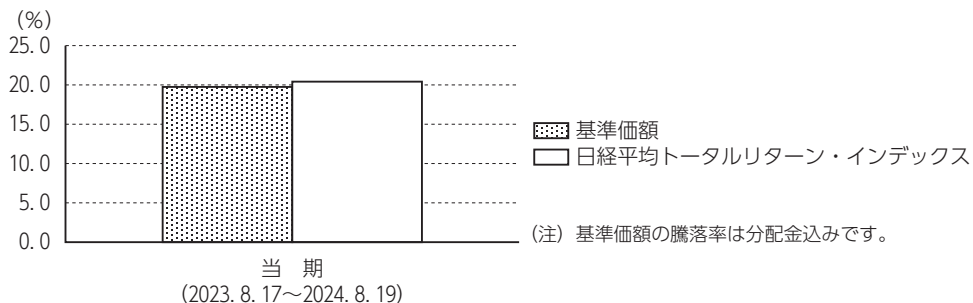 (%)
25.0
20.0
15.0
10.0
5.0
0.0
当 期
(2023. 8. 17～2024. 8. 19)
基準価額
日経平均トータルリターン・インデックス
(注) 基準価額の騰落率は分配金込みです。